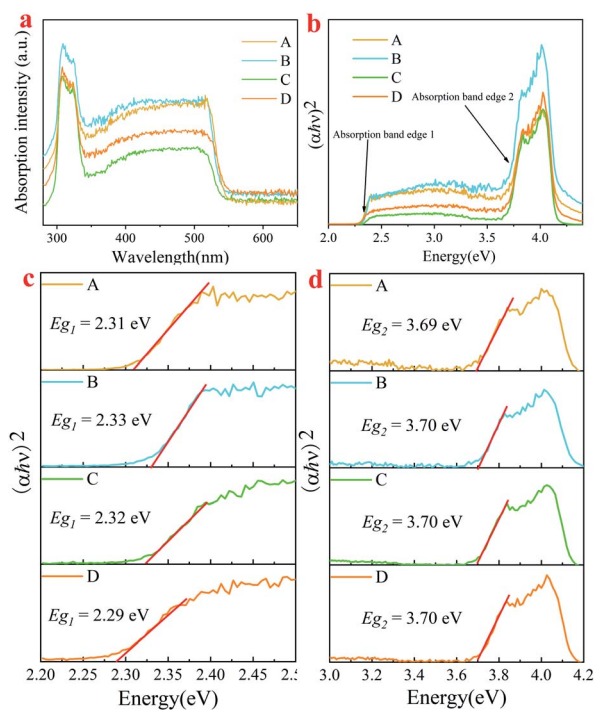 a
Absorption intensity (a.u.)
A
B
C
D
300 400 500 600
Wavelength(nm)
b
(αhν)2
A
B
C
D
Absorption band edge 2
Absorption band edge 1
2.0 2.5 3.0 3.5 4.0
Energy(eV)
c
(αhν)2
A
Eg1 = 2.31 eV
B
Eg1 = 2.33 eV
C
Eg1 = 2.32 eV
D
Eg1 = 2.29 eV
2.20 2.25 2.30 2.35 2.40 2.45 2.5
Energy(eV)
d
(αhν)2
A
Eg2 = 3.69 eV
B
Eg2 = 3.70 eV
C
Eg2 = 3.70 eV
D
Eg2 = 3.70 eV
3.0 3.2 3.4 3.6 3.8 4.0 4.2
Energy(eV)